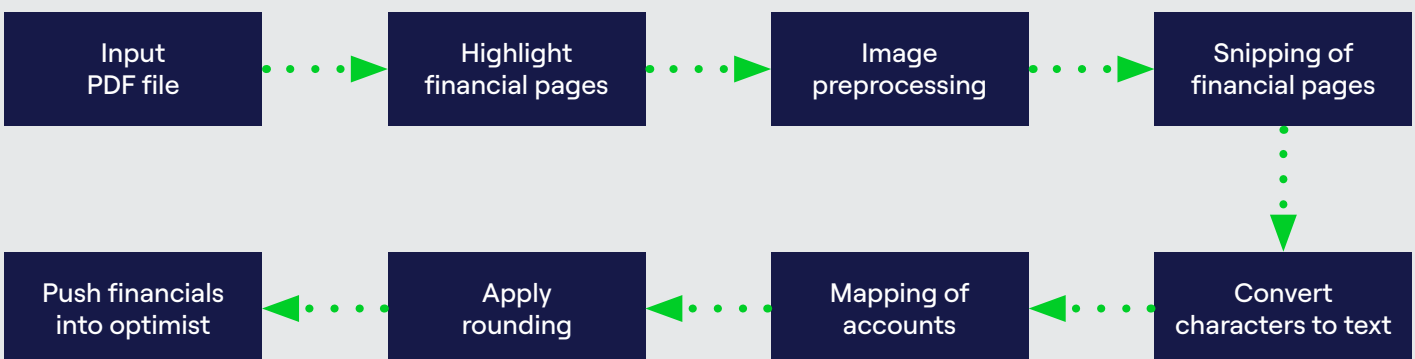 Input
PDF file
Highlight
financial pages
Image
preprocessing
Snipping of
financial pages
Convert
characters to text
Mapping of
accounts
Apply
rounding
Push financials
into optimist